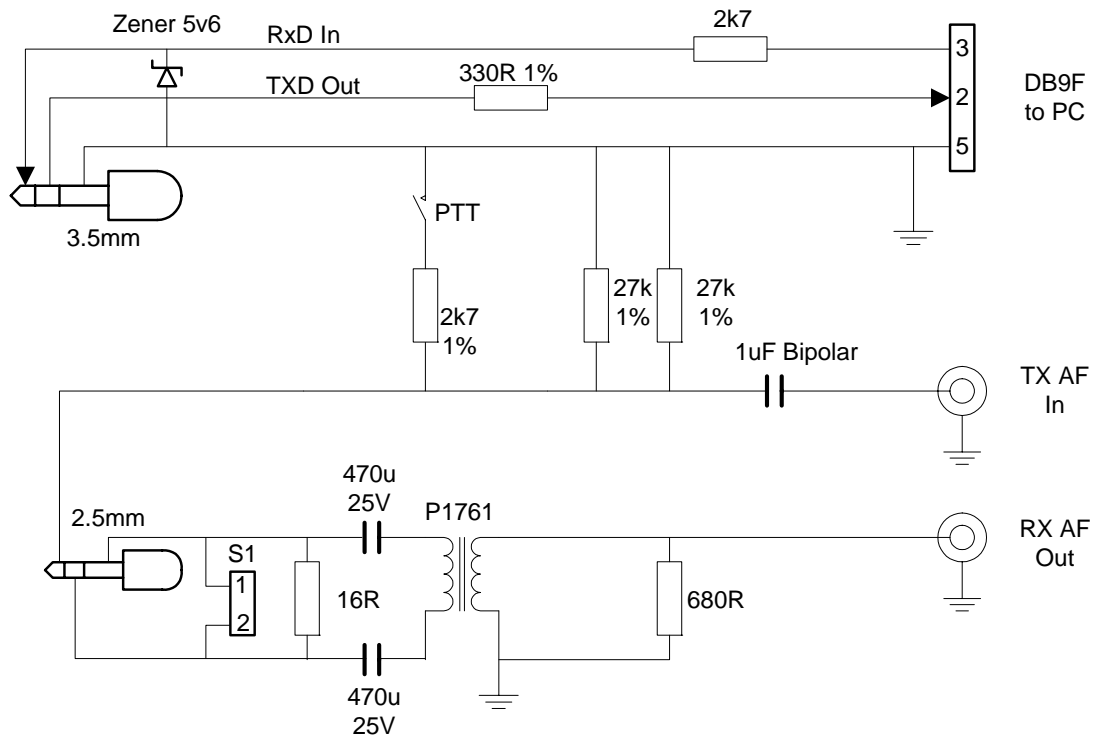 Zener 5v6
RxD In
2k7
3
TXD Out
330R 1%
2
DB9F
to PC
5
3.5mm
PTT
2k7
1%
27k
1%
27k
1%
1uF Bipolar
TX AF
In
470u
25V
2.5mm
P1761
S1
1
2
16R
680R
RX AF
Out
470u
25V